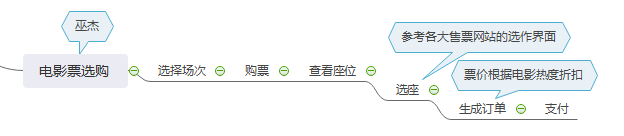 巫杰
参考各大售票网站的选作界面
电影票选购
选择场次
购票
查看座位
票价根据电影热度折扣
选座
生成订单
支付